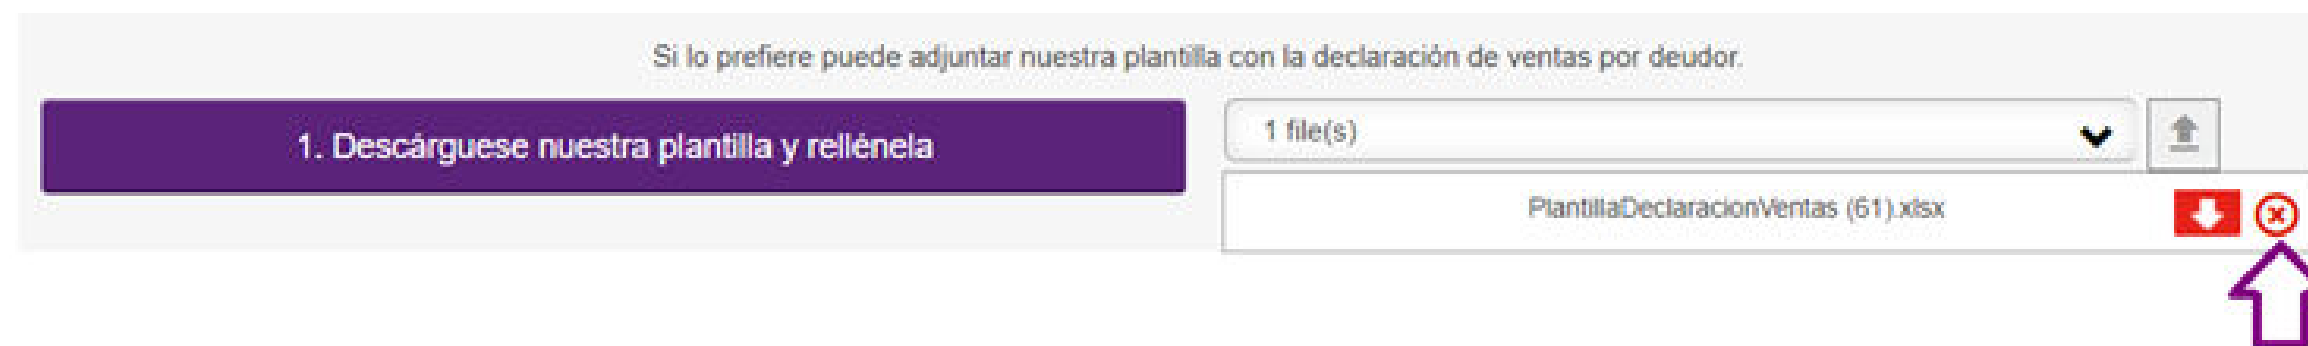 Si lo prefiere puede adjuntar nuestra plantilla con la declaración de ventas por deudor.
1. Descárguese nuestra plantilla y rellénela
1 file(s)
PlantillaDeclaracionVentas (61).xlsx